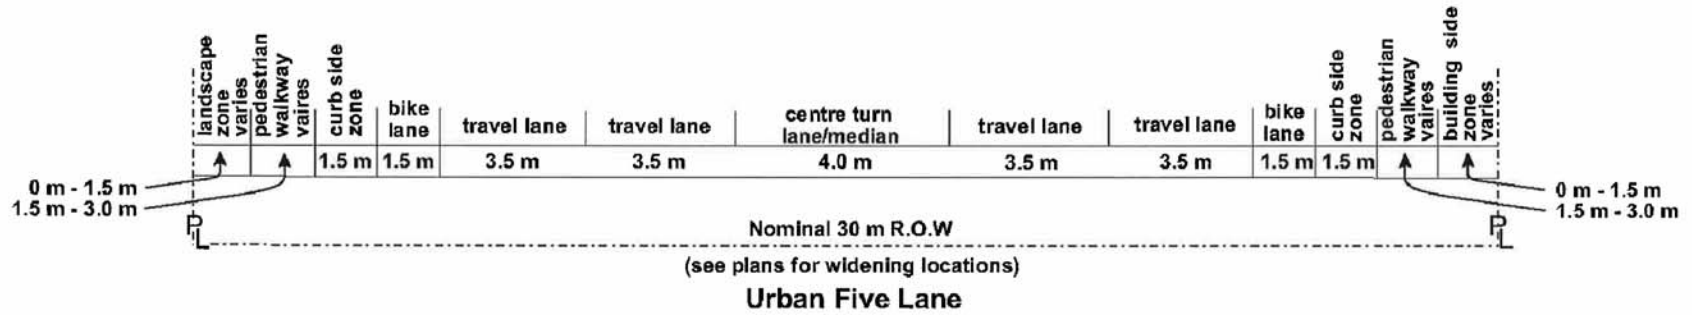 landscape
zone
varies
pedestrian
walkway
vaires
curb side
zone
bike
lane
travel lane
travel lane
centre turn
lane/median
travel lane
travel lane
bike
lane
curb side
zone
pedestrian
walkway
vaires
building side
zone
varies
1.5 m
1.5 m
3.5 m
3.5 m
4.0 m
3.5 m
3.5 m
1.5 m
1.5 m
0 m - 1.5 m
1.5 m - 3.0 m
0 m - 1.5 m
1.5 m - 3.0 m
PL
Nominal 30 m R.O.W
PL
(see plans for widening locations)
Urban Five Lane